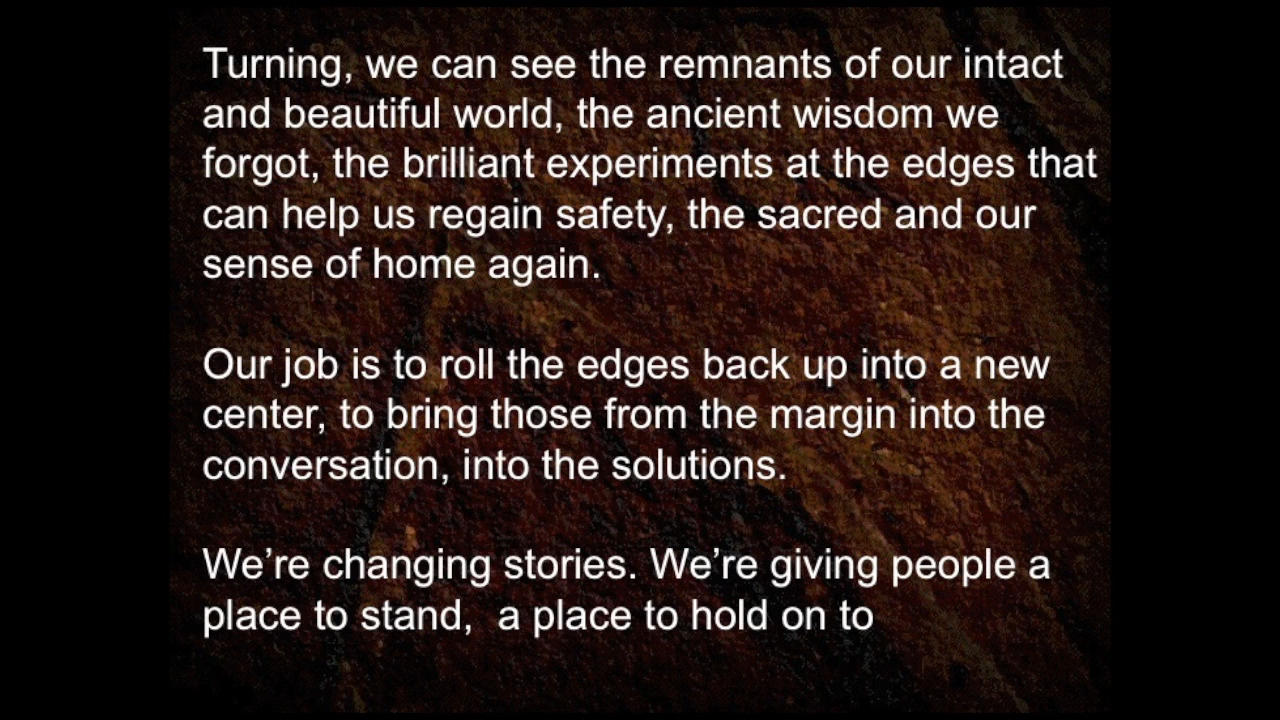 Turning, we can see the remnants of our intact
and beautiful world, the ancient wisdom we
forgot, the brilliant experiments at the edges that
can help us regain safety, the sacred and our
sense of home again.
Our job is to roll the edges back up into a new
center, to bring those from the margin into the
conversation, into the solutions.
We’re changing stories. We’re giving people a
place to stand,  a place to hold on to